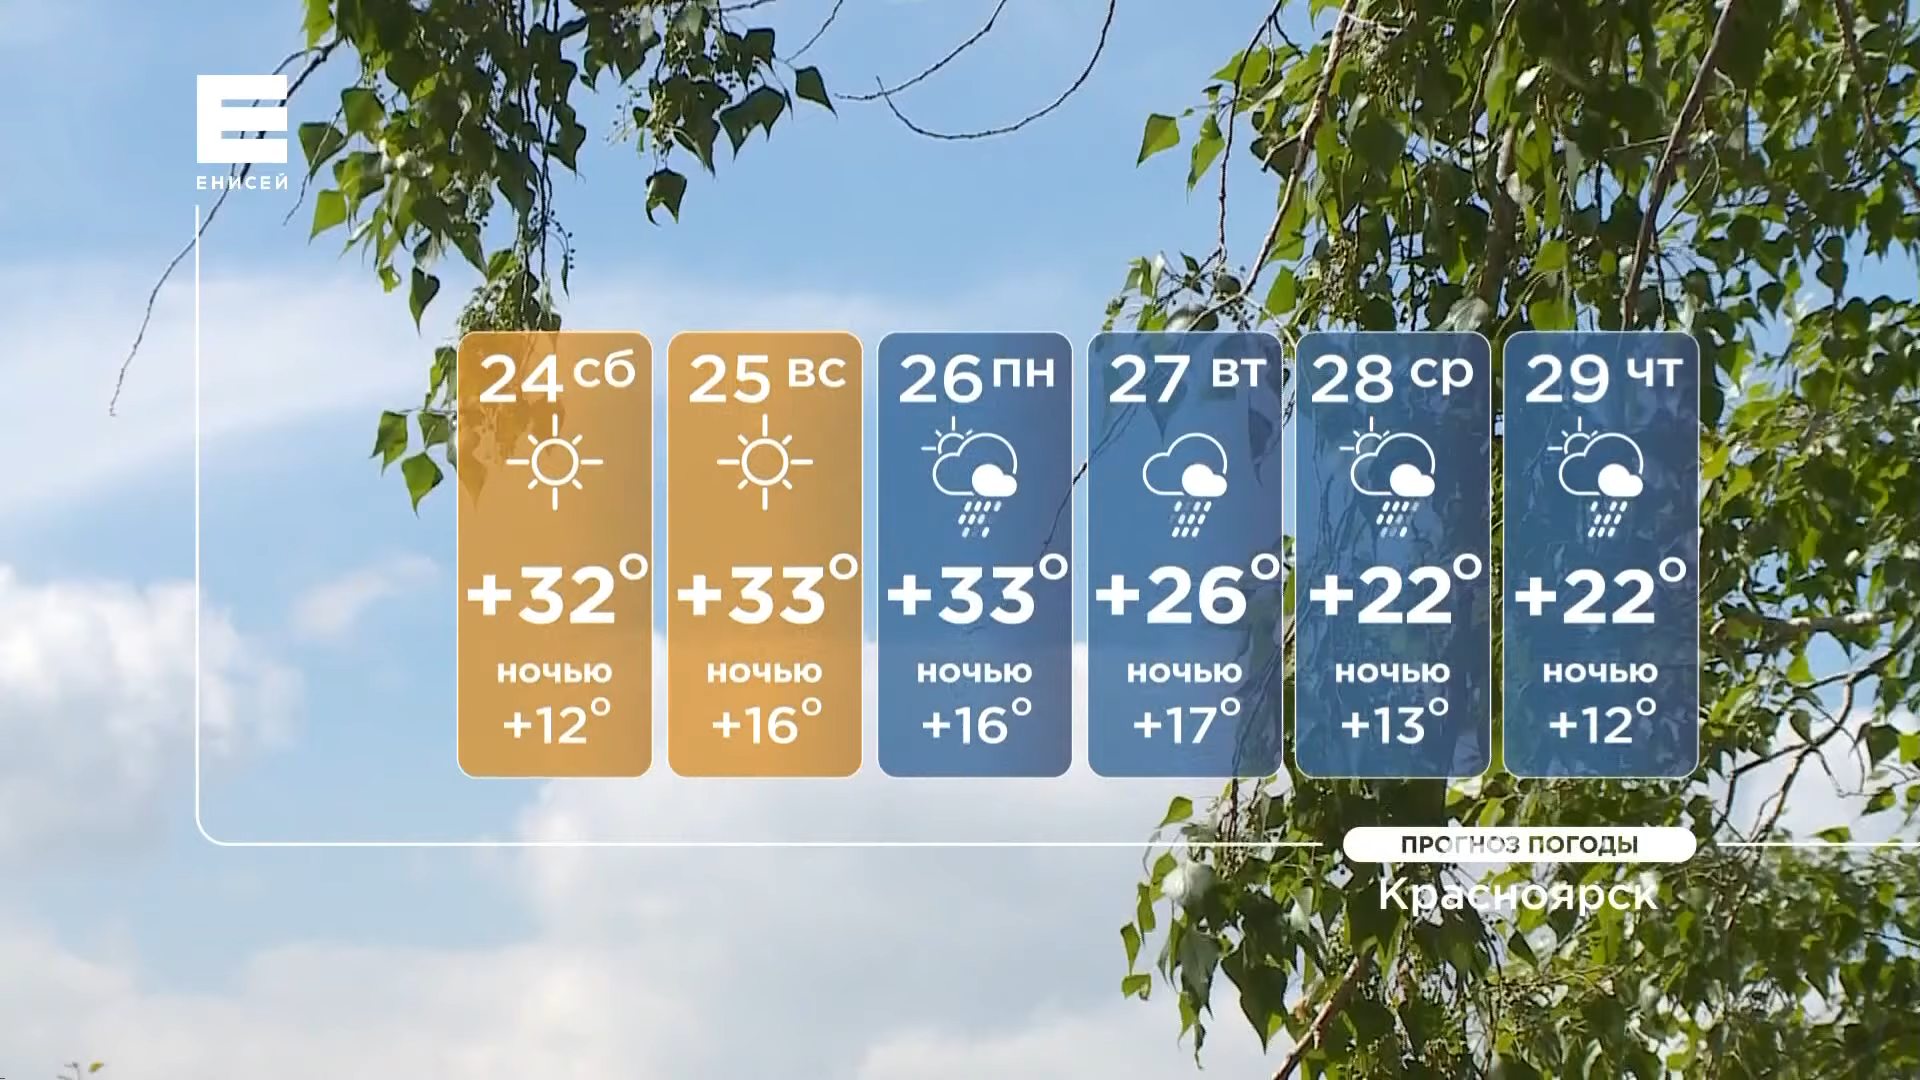 ЕНИСЕЙ
24 сб 25 вс 26 пн 27 вт 28 ср 29 чт
+32° +33° +33° +26° +22° +22°
ночью ночью ночью ночью ночью ночью
+12° +16° +16° +17° +13° +12°
ПРОГНОЗ ПОГОДЫ
Красноярск